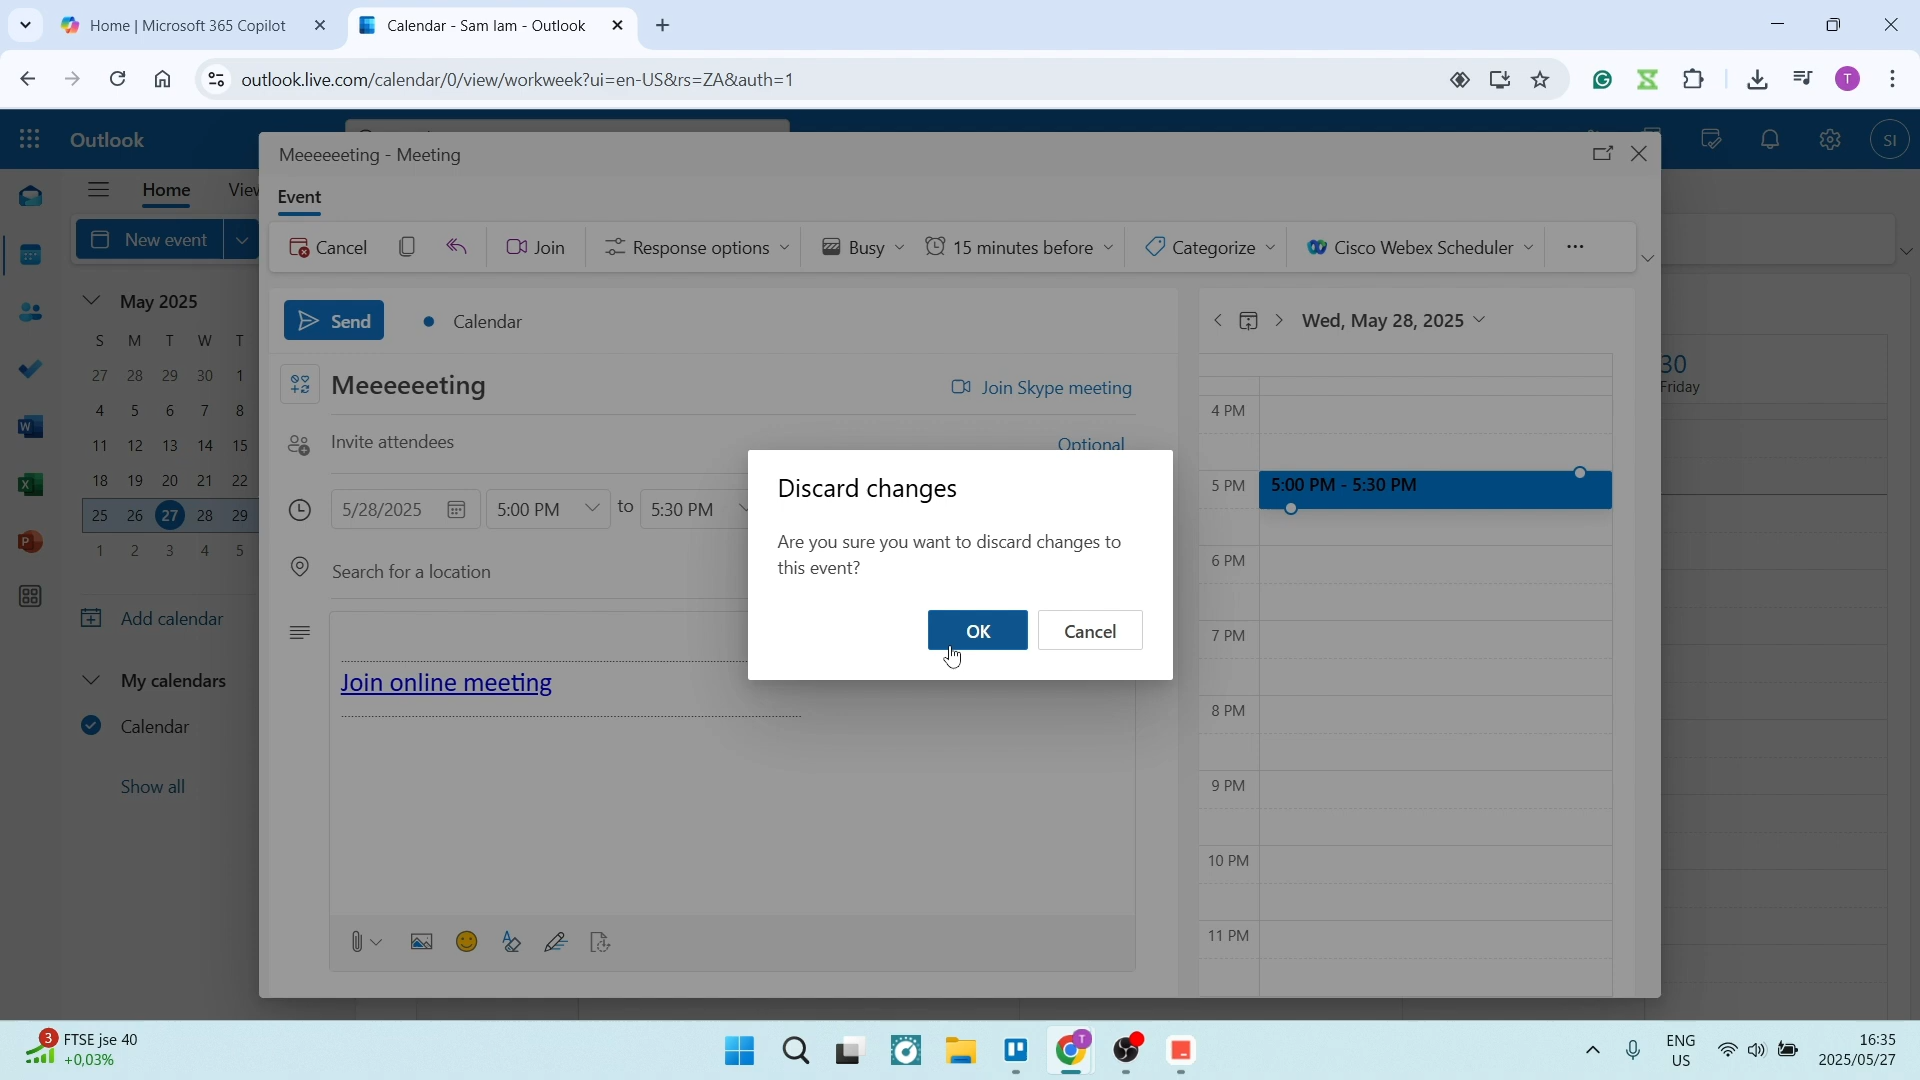 Home | Microsoft 365 Copilot
Calendar - Sam Iam - Outlook
outlook.live.com/calendar/0/view/workweek?ui=en-US&rs=ZA&auth=1
T
Outlook
SI
Meeeeeeting - Meeting
Home
Event
New event
Cancel
Join
Response options
Busy
15 minutes before
Categorize
Cisco Webex Scheduler
May 2025
S M T W T
27 28 29 30 1
4 5 6 7 8
11 12 13 14 15
18 19 20 21 22
25 26 27 28 29
1 2 3 4 5
Send
Calendar
Wed, May 28, 2025
Meeeeeeting
Join Skype meeting
30
Friday
Invite attendees
Optional
4 PM
5/28/2025
5:00 PM
to
5:30 PM
5 PM
5:00 PM - 5:30 PM
Discard changes
Are you sure you want to discard changes to
this event?
OK
Cancel
Search for a location
6 PM
7 PM
8 PM
9 PM
10 PM
11 PM
Add calendar
My calendars
Calendar
Show all
Join online meeting
3
FTSE jse 40
+0,03%
T
ENG
US
16:35
2025/05/27